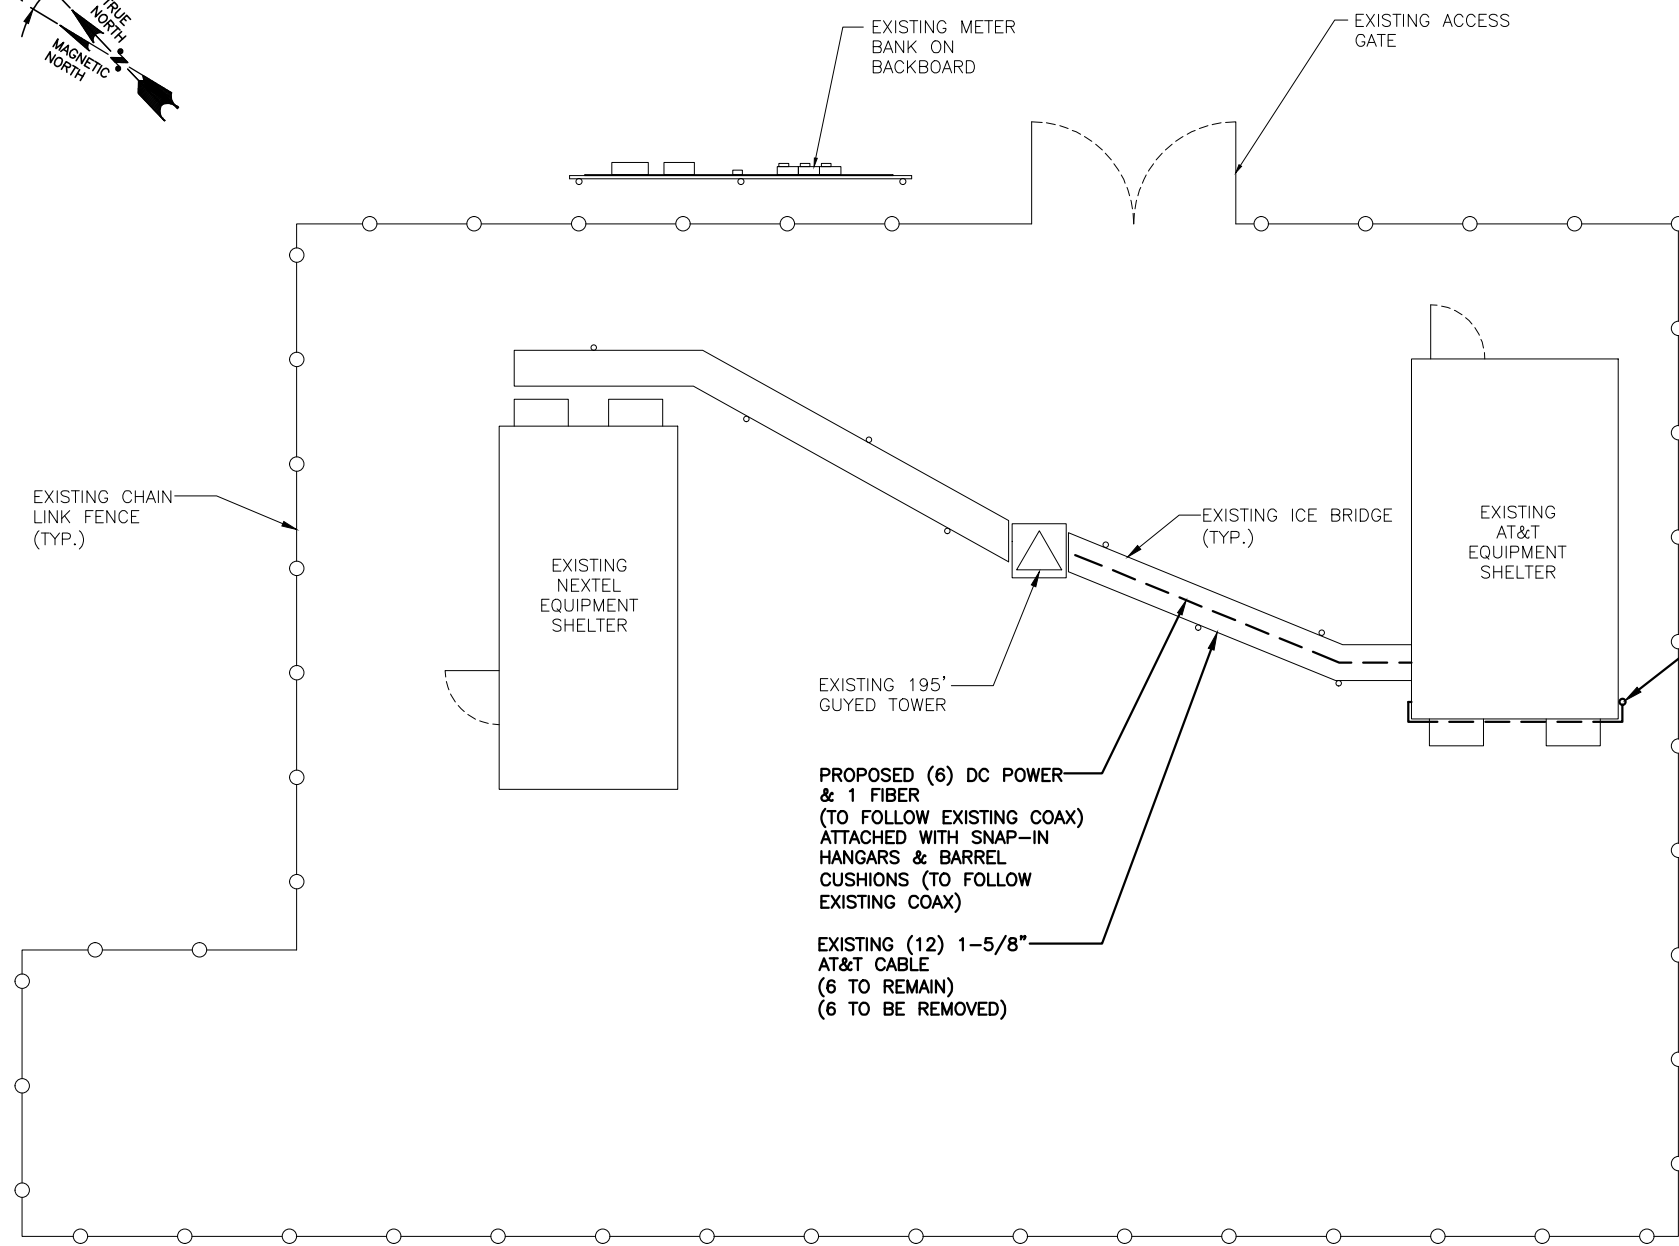 TRUE
NORTH
MAGNETIC
NORTH
N
EXISTING METER
BANK ON
BACKBOARD
EXISTING ACCESS
GATE
EXISTING CHAIN
LINK FENCE
(TYP.)
EXISTING
NEXTEL
EQUIPMENT
SHELTER
EXISTING ICE BRIDGE
(TYP.)
EXISTING
AT&T
EQUIPMENT
SHELTER
EXISTING 195'
GUYED TOWER
PROPOSED (6) DC POWER
& 1 FIBER
(TO FOLLOW EXISTING COAX)
ATTACHED WITH SNAP-IN
HANGARS & BARREL
CUSHIONS (TO FOLLOW
EXISTING COAX)
EXISTING (12) 1-5/8"
AT&T CABLE
(6 TO REMAIN)
(6 TO BE REMOVED)